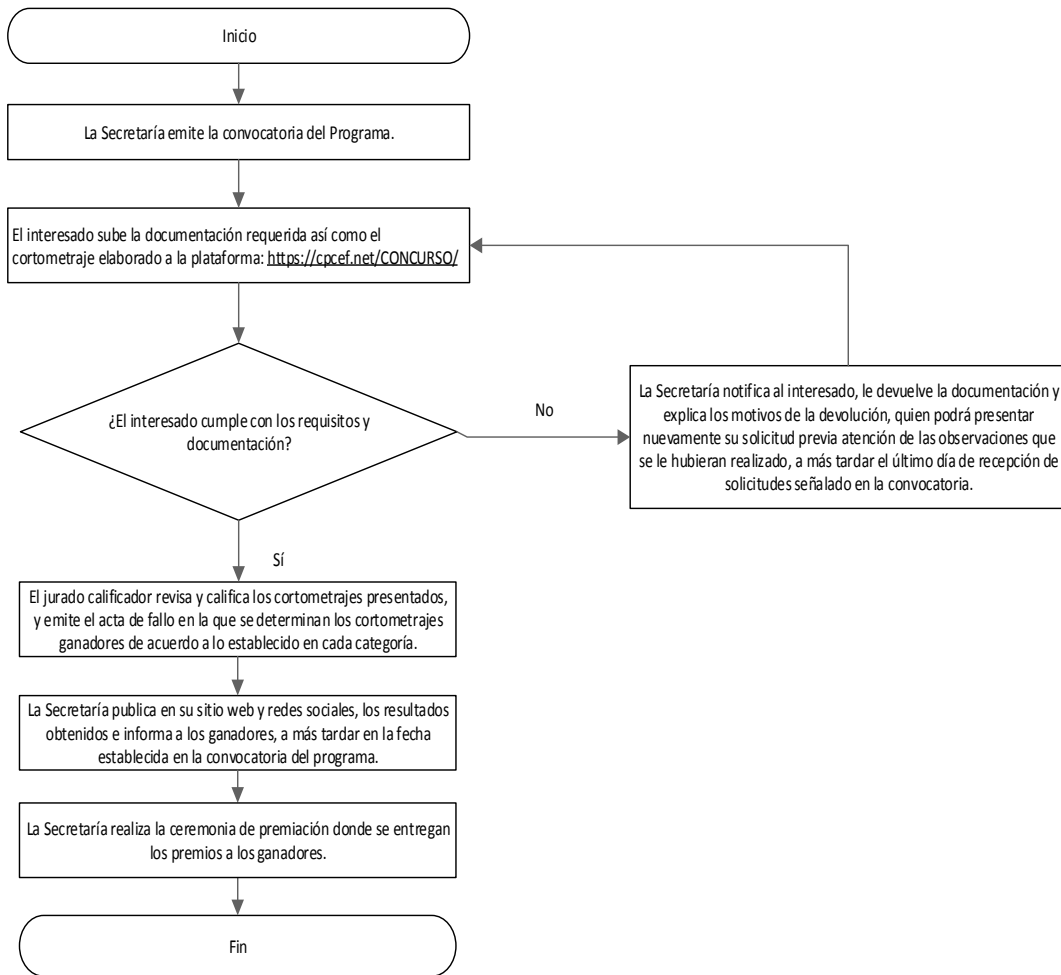 Inicio
La Secretaría emite la convocatoria del Programa.
El interesado sube la documentación requerida así como el
cortometraje elaborado a la plataforma: https://cpcef.net/CONCURSO/
¿El interesado cumple con los requisitos y
documentación?
No
La Secretaría notifica al interesado, le devuelve la documentación y
explica los motivos de la devolución, quien podrá presentar
nuevamente su solicitud previa atención de las observaciones que
se le hubieran realizado, a más tardar el último día de recepción de
solicitudes señalado en la convocatoria.
Sí
El jurado calificador revisa y califica los cortometrajes presentados,
y emite el acta de fallo en la que se determinan los cortometrajes
ganadores de acuerdo a lo establecido en cada categoría.
La Secretaría publica en su sitio web y redes sociales, los resultados
obtenidos e informa a los ganadores, a más tardar en la fecha
establecida en la convocatoria del programa.
La Secretaría realiza la ceremonia de premiación donde se entregan
los premios a los ganadores.
Fin